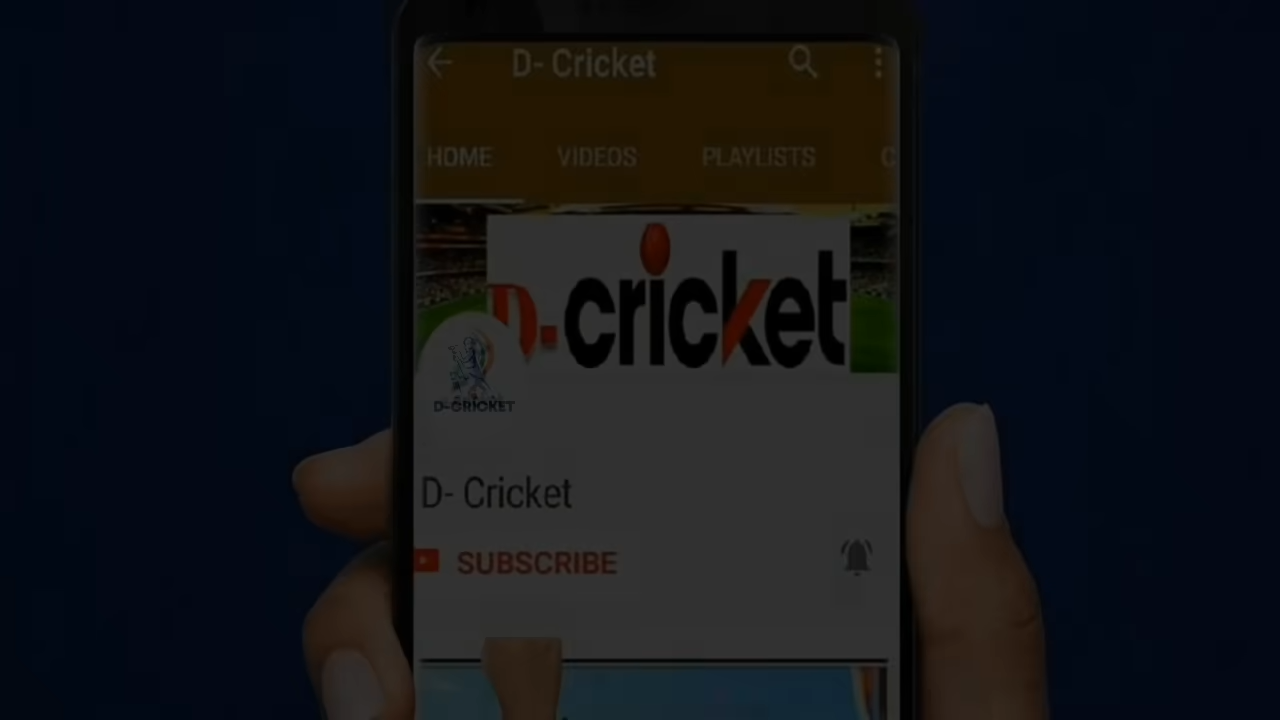 D- Cricket
HOME VIDEOS PLAYLISTS C
D-cricket
D-CRICKET
D- Cricket
SUBSCRIBE